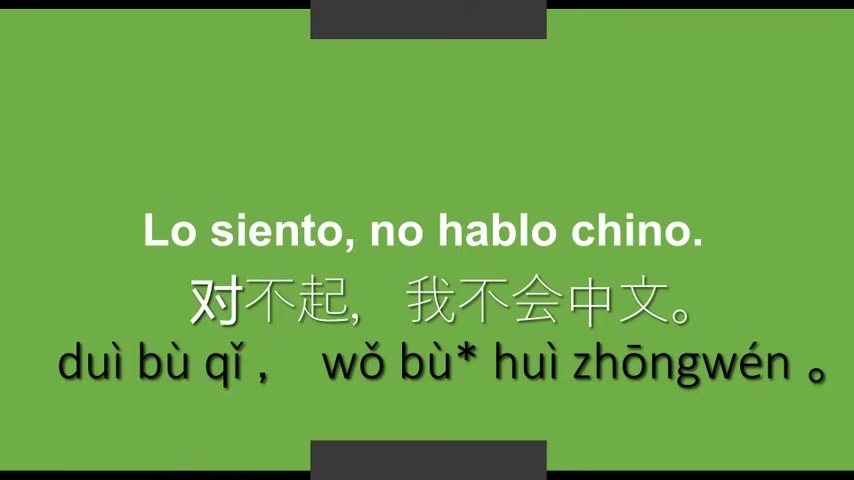 Lo siento, no hablo chino.
对不起， 我不会中文。
duì bù qǐ ， wǒ bù* huì zhōngwén 。